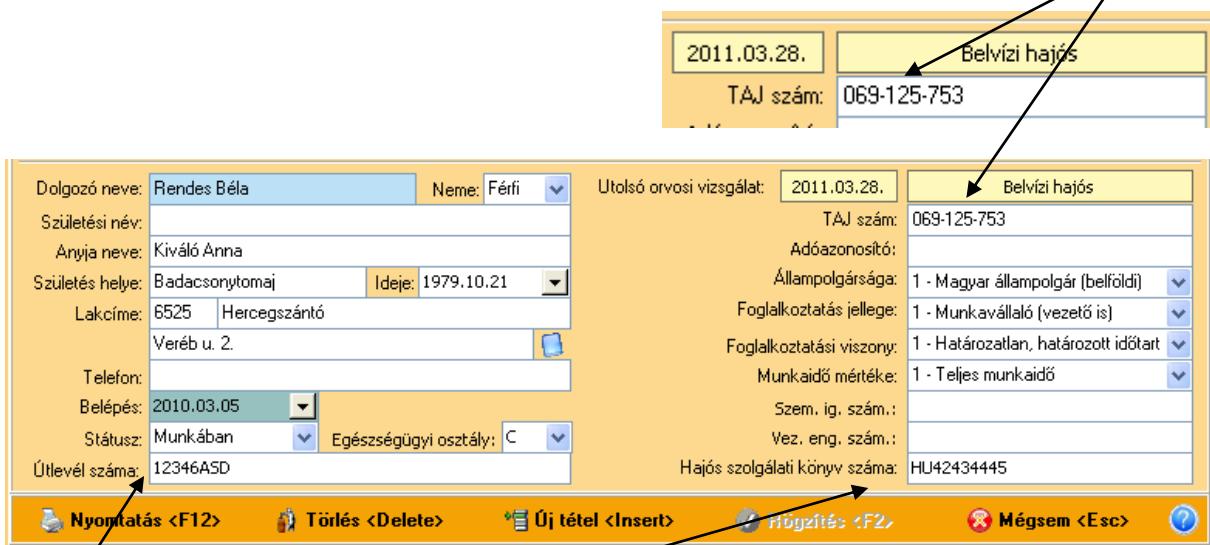 2011.03.28. Belvízi hajós
TAJ szám: 069-125-753
Dolgozó neve: Rendes Béla Neme: Férfi Utolsó orvosi vizsgálat: 2011.03.28. Belvízi hajós
Születési név: TAJ szám: 069-125-753
Anyja neve: Kiváló Anna Adóazonosító:
Születés helye: Badacsonytomaj Ideje: 1979.10.21 Állampolgársága: 1 - Magyar állampolgár (belföldi)
Lakcíme: 6525 Hercegszántó Foglalkoztatás jellege: 1 - Munkavállaló (vezető is)
Veréb u. 2. Foglalkoztatási viszony: 1 - Határozatlan, határozott időtart
Telefon: Munkaidő mértéke: 1 - Teljes munkaidő
Belépés: 2010.03.05 Szem. ig. szám.:
Státusz: Munkában Egészségügyi osztály: C Vez. eng. szám.:
Útlevél száma: 12346ASD Hajós szolgálati könyv száma: HU42434445
Nyomtatás <F12> Törlés <Delete> Új tétel <Insert> Rögzítés <F2> Mégsem <Esc> ?